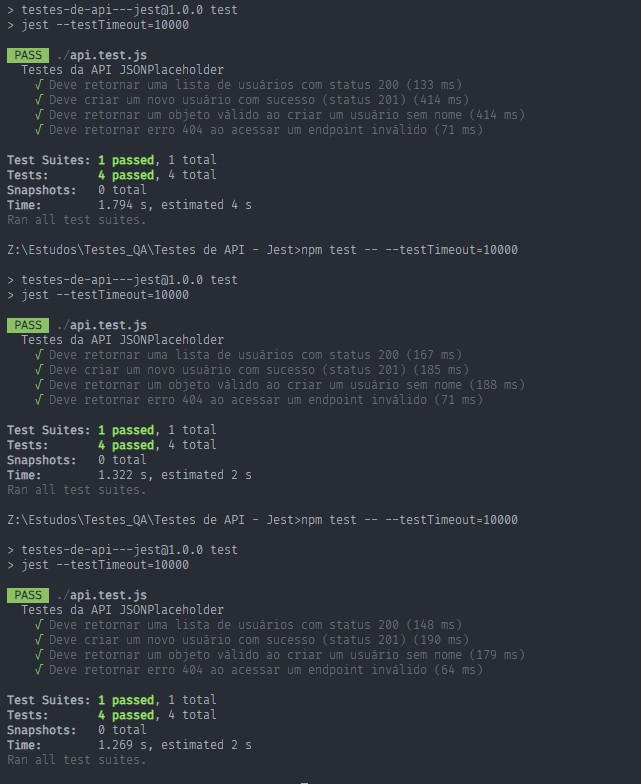 > testes-de-api---jest@1.0.0 test
> jest --testTimeout=10000
PASS ./api.test.js
Testes da API JSONPlaceholder
√ Deve retornar uma lista de usuários com status 200 (133 ms)
√ Deve criar um novo usuário com sucesso (status 201) (414 ms)
√ Deve retornar um objeto válido ao criar um usuário sem nome (414 ms)
√ Deve retornar erro 404 ao acessar um endpoint inválido (71 ms)
Test Suites: 1 passed, 1 total
Tests: 4 passed, 4 total
Snapshots: 0 total
Time: 1.794 s, estimated 4 s
Ran all test suites.
Z:\Estudos\Testes_QA\Testes de API - Jest>npm test -- --testTimeout=10000
> testes-de-api---jest@1.0.0 test
> jest --testTimeout=10000
PASS ./api.test.js
Testes da API JSONPlaceholder
√ Deve retornar uma lista de usuários com status 200 (167 ms)
√ Deve criar um novo usuário com sucesso (status 201) (185 ms)
√ Deve retornar um objeto válido ao criar um usuário sem nome (188 ms)
√ Deve retornar erro 404 ao acessar um endpoint inválido (71 ms)
Test Suites: 1 passed, 1 total
Tests: 4 passed, 4 total
Snapshots: 0 total
Time: 1.322 s, estimated 2 s
Ran all test suites.
Z:\Estudos\Testes_QA\Testes de API - Jest>npm test -- --testTimeout=10000
> testes-de-api---jest@1.0.0 test
> jest --testTimeout=10000
PASS ./api.test.js
Testes da API JSONPlaceholder
√ Deve retornar uma lista de usuários com status 200 (148 ms)
√ Deve criar um novo usuário com sucesso (status 201) (190 ms)
√ Deve retornar um objeto válido ao criar um usuário sem nome (179 ms)
√ Deve retornar erro 404 ao acessar um endpoint inválido (64 ms)
Test Suites: 1 passed, 1 total
Tests: 4 passed, 4 total
Snapshots: 0 total
Time: 1.269 s, estimated 2 s
Ran all test suites.